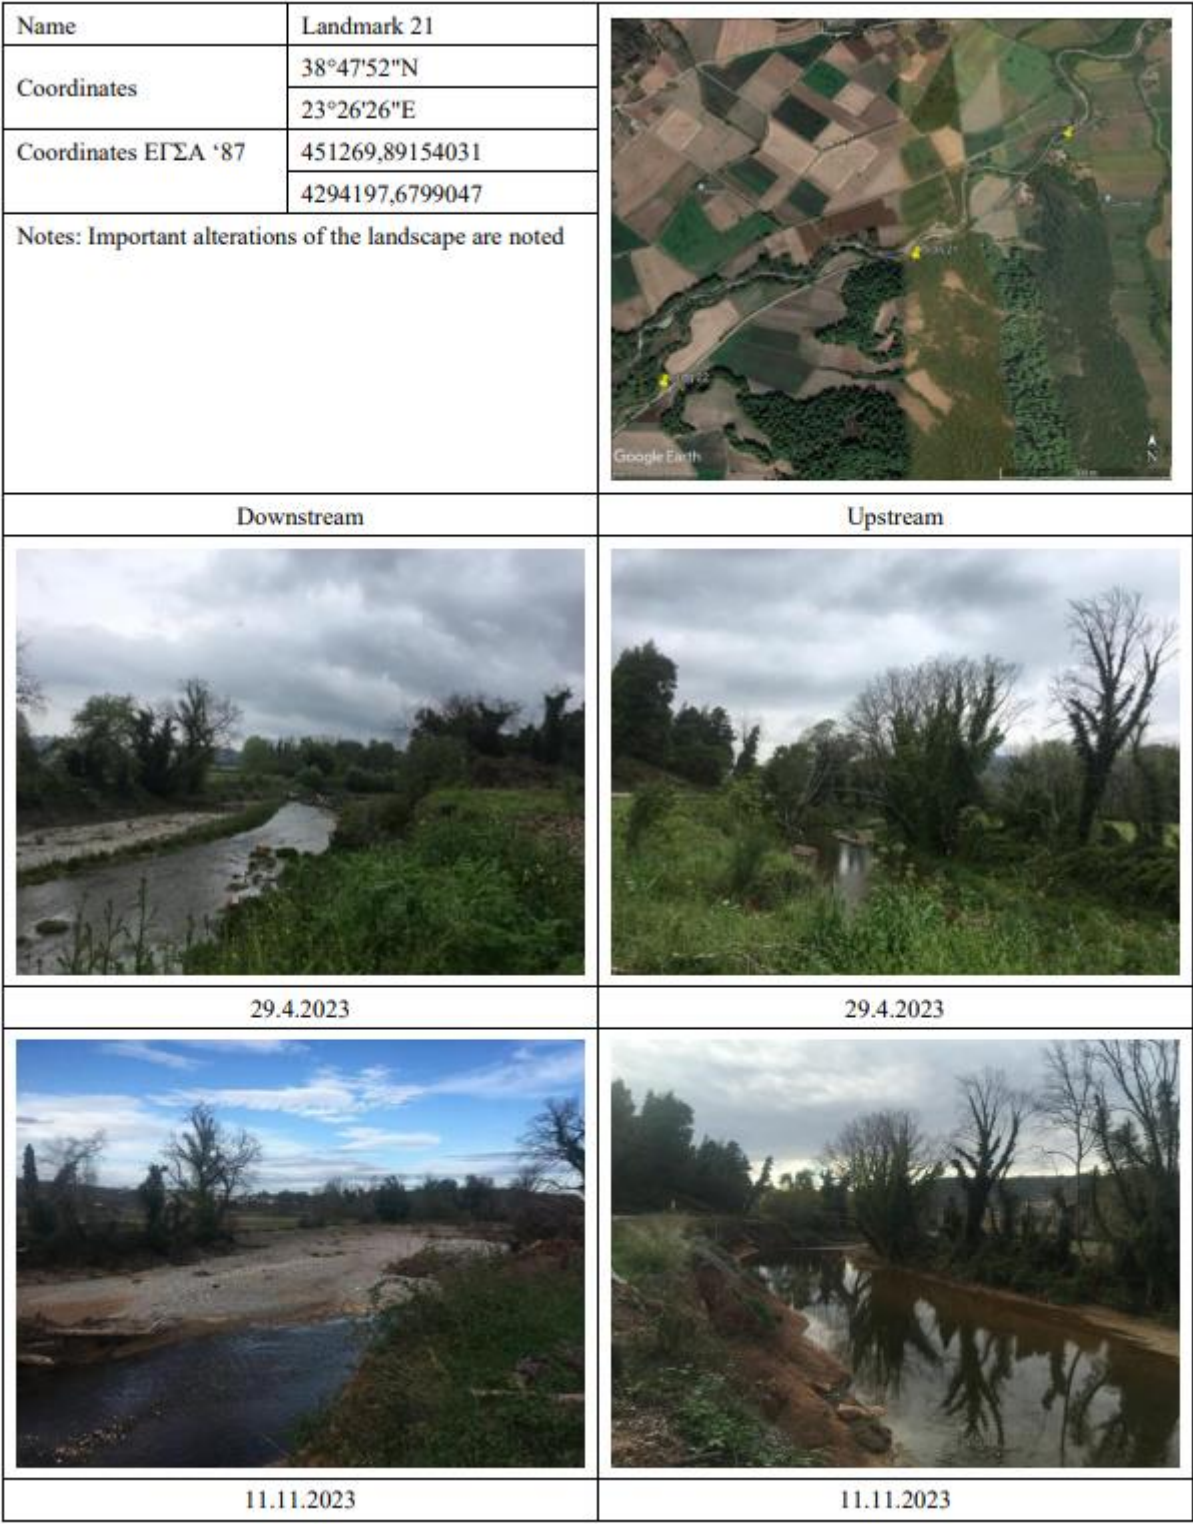 Name
Landmark 21
Coordinates
38°47'52"N
23°26'26"E
Coordinates ΕΓΣΑ ‘87
451269,89154031
4294197,6799047
Notes: Important alterations of the landscape are noted
Google Earth
N
Downstream
Upstream
29.4.2023
29.4.2023
11.11.2023
11.11.2023